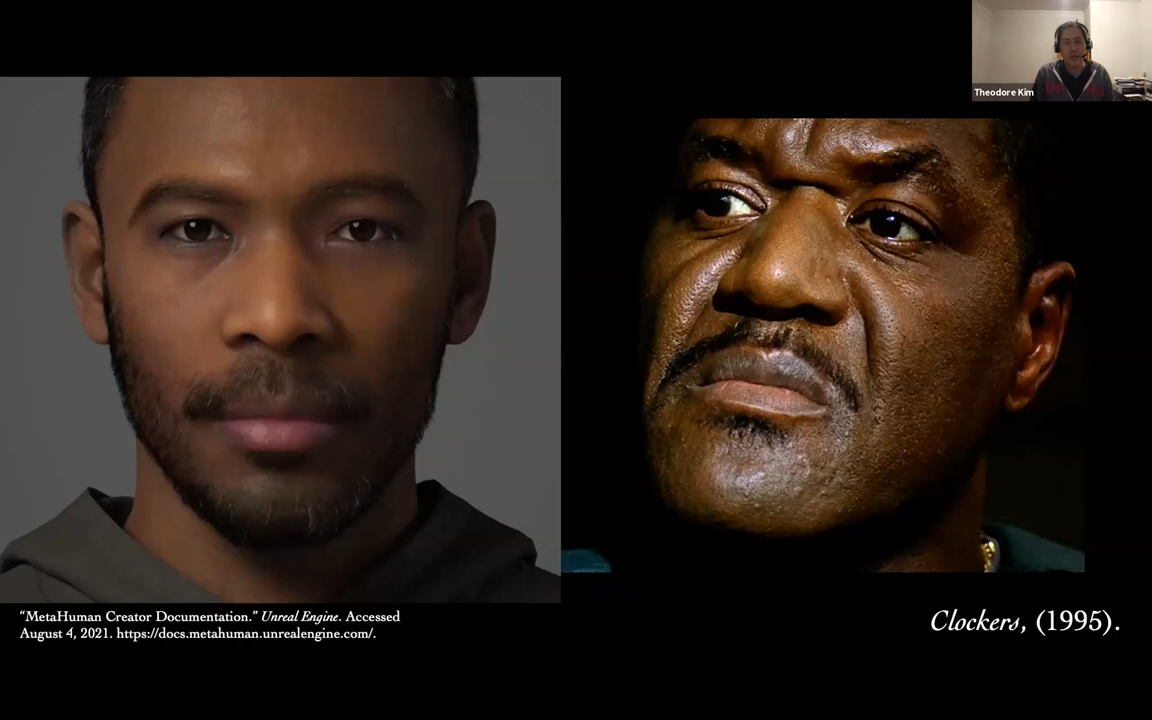 Theodore Kim
“MetaHuman Creator Documentation.” Unreal Engine. Accessed
August 4, 2021. https://docs.metahuman.unrealengine.com/.
Clockers, (1995).